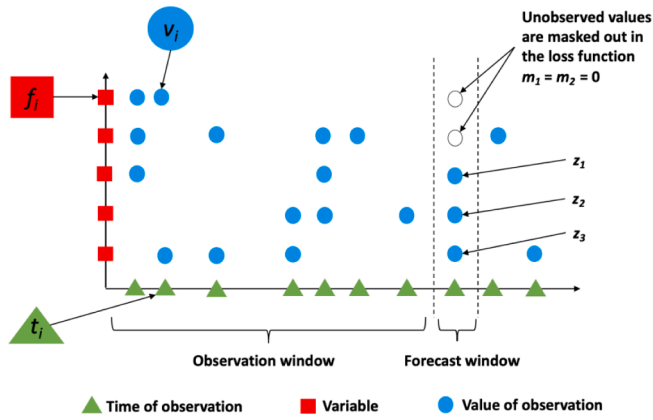 Unobserved values
are masked out in
the loss function
m₁ = m₂ = 0
vᵢ
fᵢ
z₁
z₂
z₃
tᵢ
Observation window
Forecast window
Time of observation
Variable
Value of observation